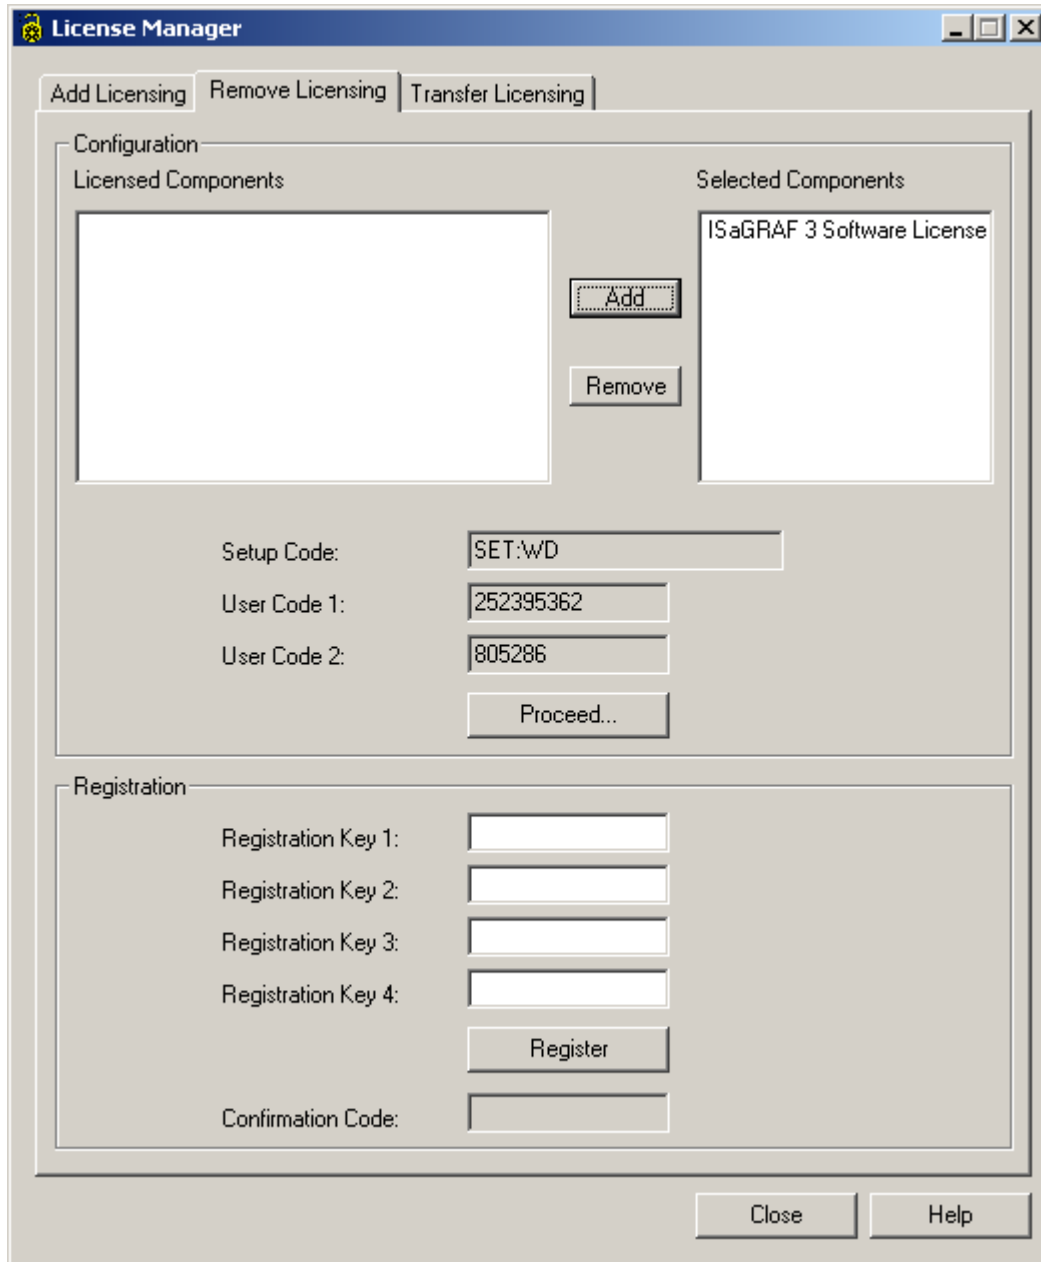 License Manager
Add Licensing Remove Licensing Transfer Licensing
Configuration
Licensed Components Selected Components
ISaGRAF 3 Software License
Add
Remove
Setup Code: SET:WD
User Code 1: 252395362
User Code 2: 805286
Proceed...
Registration
Registration Key 1:
Registration Key 2:
Registration Key 3:
Registration Key 4:
Register
Confirmation Code:
Close Help